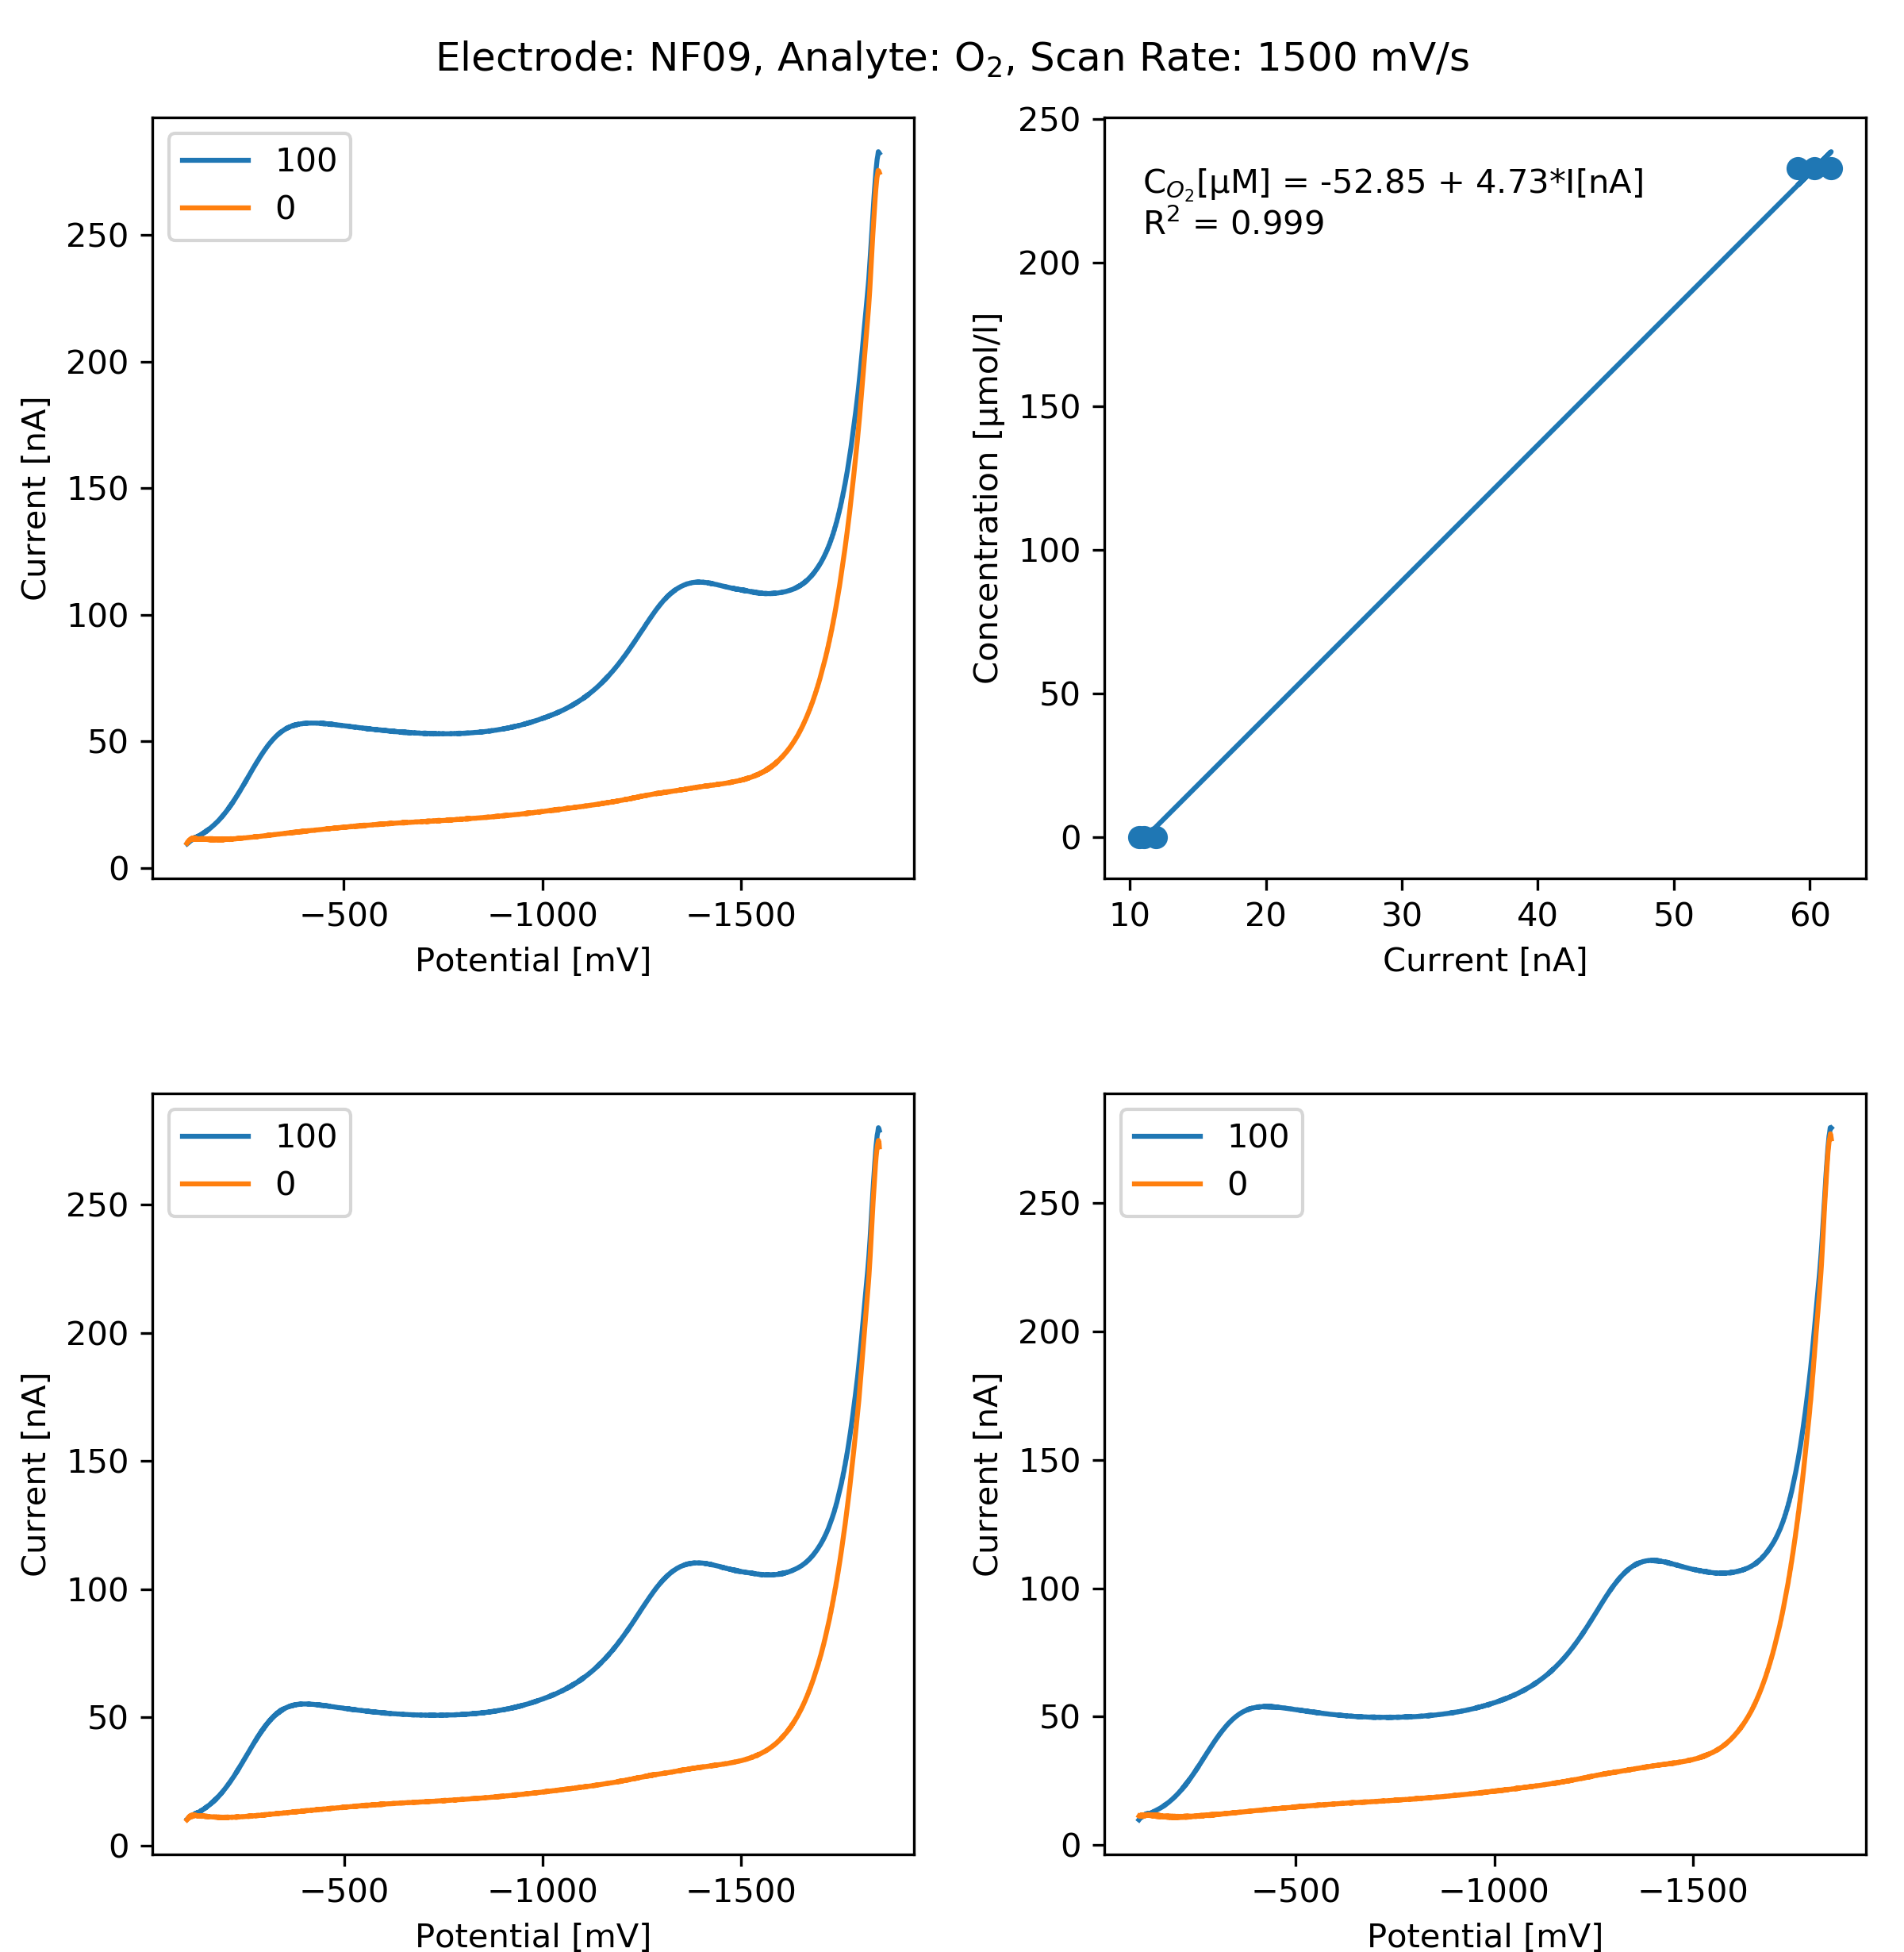 Electrode: NF09, Analyte: O₂, Scan Rate: 1500 mV/s
100
0
250
200
150
100
50
0
Current [nA]
−500 −1000 −1500
Potential [mV]
C_{O₂}[µM] = -52.85 + 4.73*I[nA]
R² = 0.999
250
200
150
100
50
0
Concentration [µmol/l]
10 20 30 40 50 60
Current [nA]
100
0
250
200
150
100
50
0
Current [nA]
−500 −1000 −1500
Potential [mV]
100
0
250
200
150
100
50
0
Current [nA]
−500 −1000 −1500
Potential [mV]